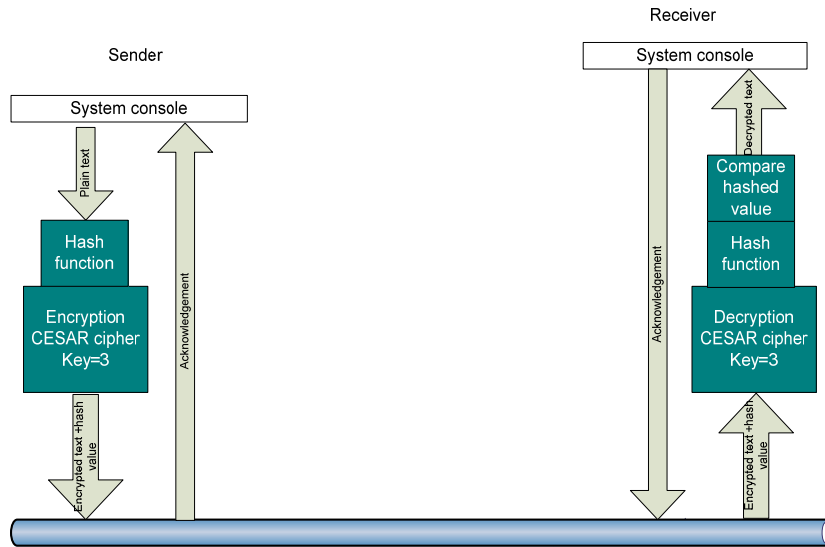 Sender
System console
Plain text
Hash
function
Encryption
CESAR cipher
Key=3
Encrypted text +hash
value
Acknowledgement
Receiver
System console
Decrypted text
Compare
hashed
value
Hash
function
Decryption
CESAR cipher
Key=3
Encrypted text +hash
value
Acknowledgement